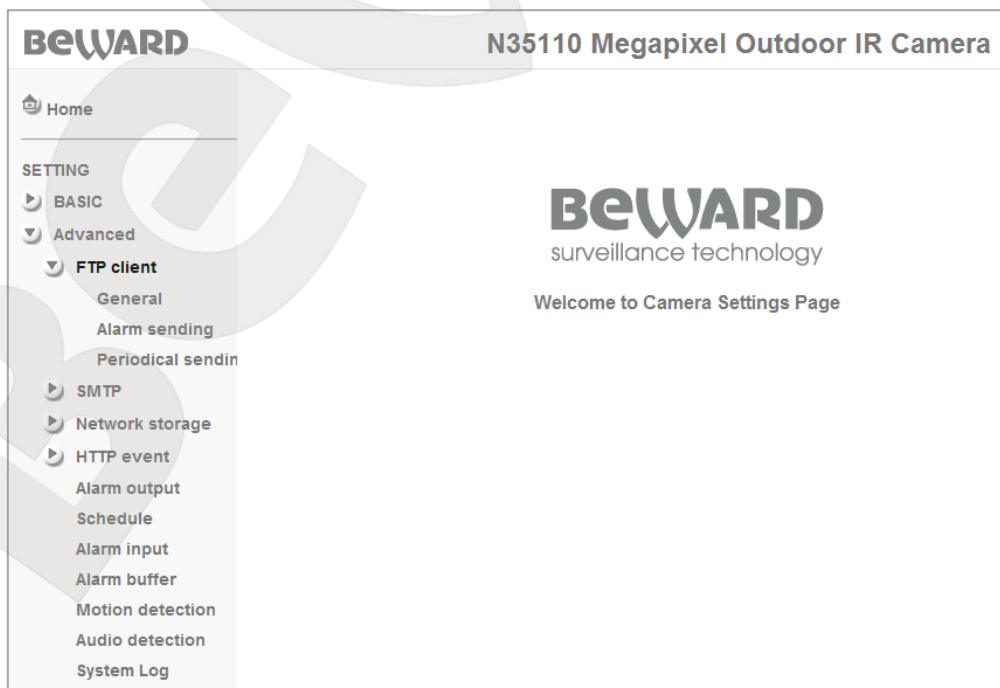 BEWARD
N35110 Megapixel Outdoor IR Camera
Home
SETTING
BASIC
Advanced
FTP client
General
Alarm sending
Periodical sendin
SMTP
Network storage
HTTP event
Alarm output
Schedule
Alarm input
Alarm buffer
Motion detection
Audio detection
System Log
BEWARD
surveillance technology
Welcome to Camera Settings Page